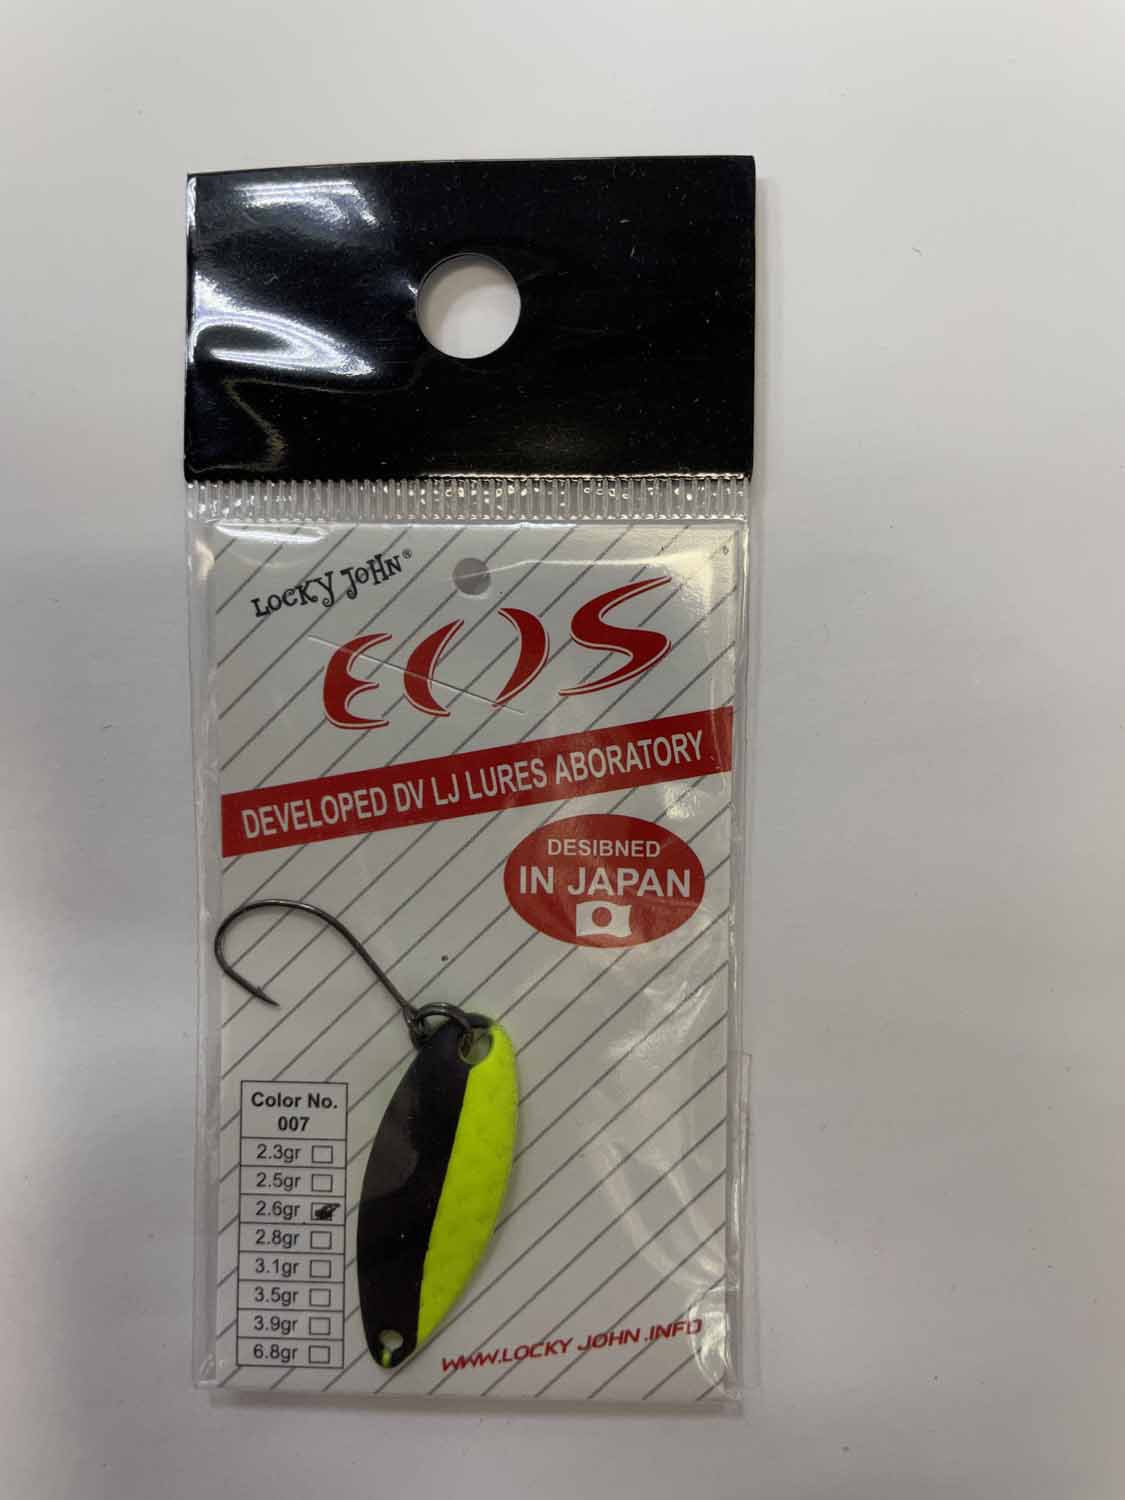 LOCKY JOHN®
EOS
DEVELOPED DV LJ LURES ABORATORY
DESIBNED
IN JAPAN
Color No.
007
2.3gr
2.5gr
2.6gr
2.8gr
3.1gr
3.5gr
3.9gr
6.8gr
WWW.LOCKY JOHN.INFO